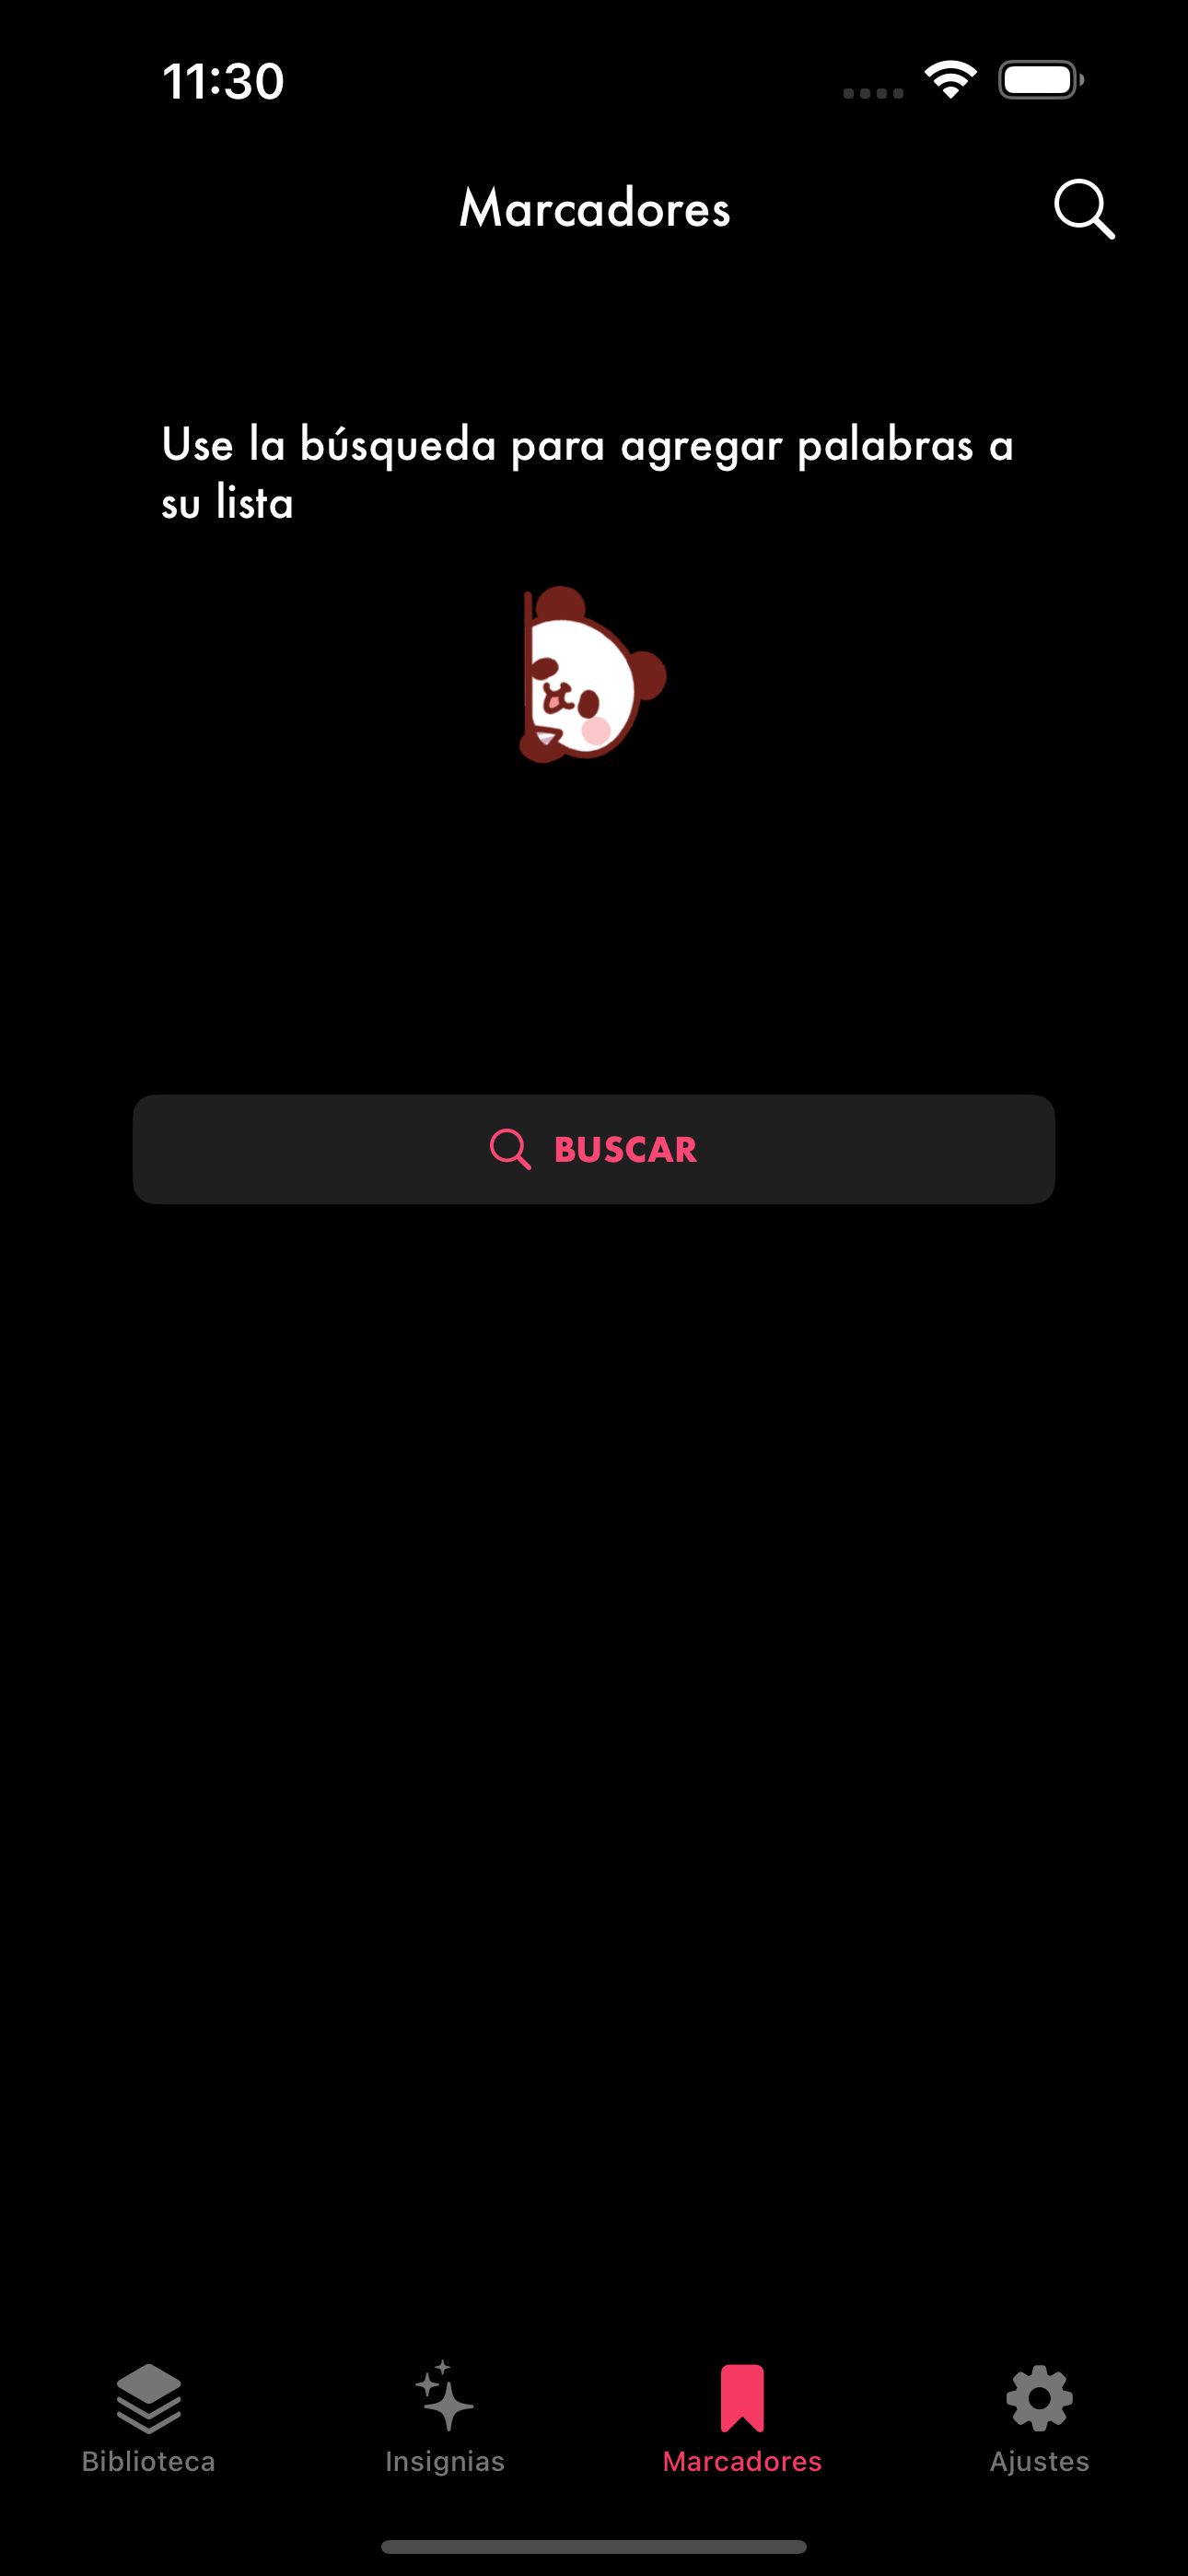 11:30
Marcadores
Use la búsqueda para agregar palabras a
su lista
BUSCAR
Biblioteca
Insignias
Marcadores
Ajustes